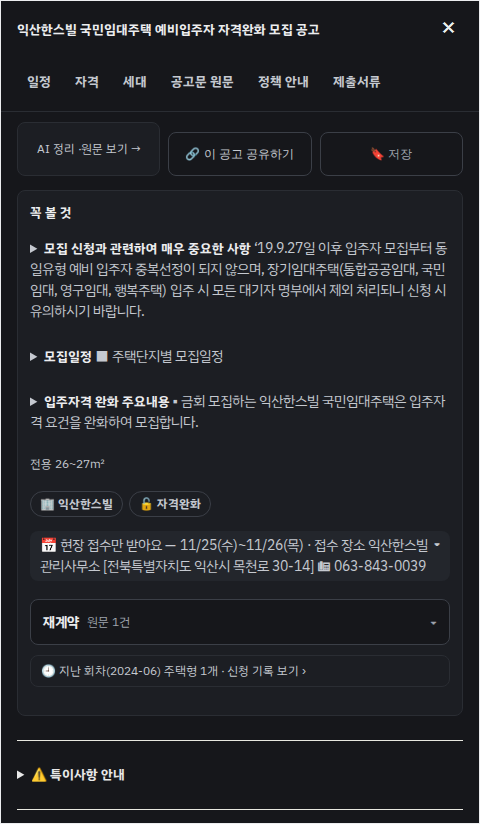 익산한스빌 국민임대주택 예비입주자 자격완화 모집 공고 ✕
일정 자격 세대 공고문 원문 정책 안내 제출서류
AI 정리 ·원문 보기 → 🔗 이 공고 공유하기 🔖 저장
꼭 볼 것
▶ 모집 신청과 관련하여 매우 중요한 사항 ‘19.9.27일 이후 입주자 모집부터 동
일유형 예비 입주자 중복선정이 되지 않으며, 장기임대주택(통합공공임대, 국민
임대, 영구임대, 행복주택) 입주 시 모든 대기자 명부에서 제외 처리되니 신청 시
유의하시기 바랍니다.
▶ 모집일정 ■ 주택단지별 모집일정
▶ 입주자격 완화 주요내용 ▪ 금회 모집하는 익산한스빌 국민임대주택은 입주자
격 요건을 완화하여 모집합니다.
전용 26~27m²
🏢 익산한스빌 🔓 자격완화
📅 현장 접수만 받아요 — 11/25(수)~11/26(목) · 접수 장소 익산한스빌
관리사무소 [전북특별자치도 익산시 목천로 30-14] 📠 063-843-0039
재계약 원문 1건
🕘 지난 회차(2024-06) 주택형 1개 · 신청 기록 보기 ›
▶ ⚠️ 특이사항 안내